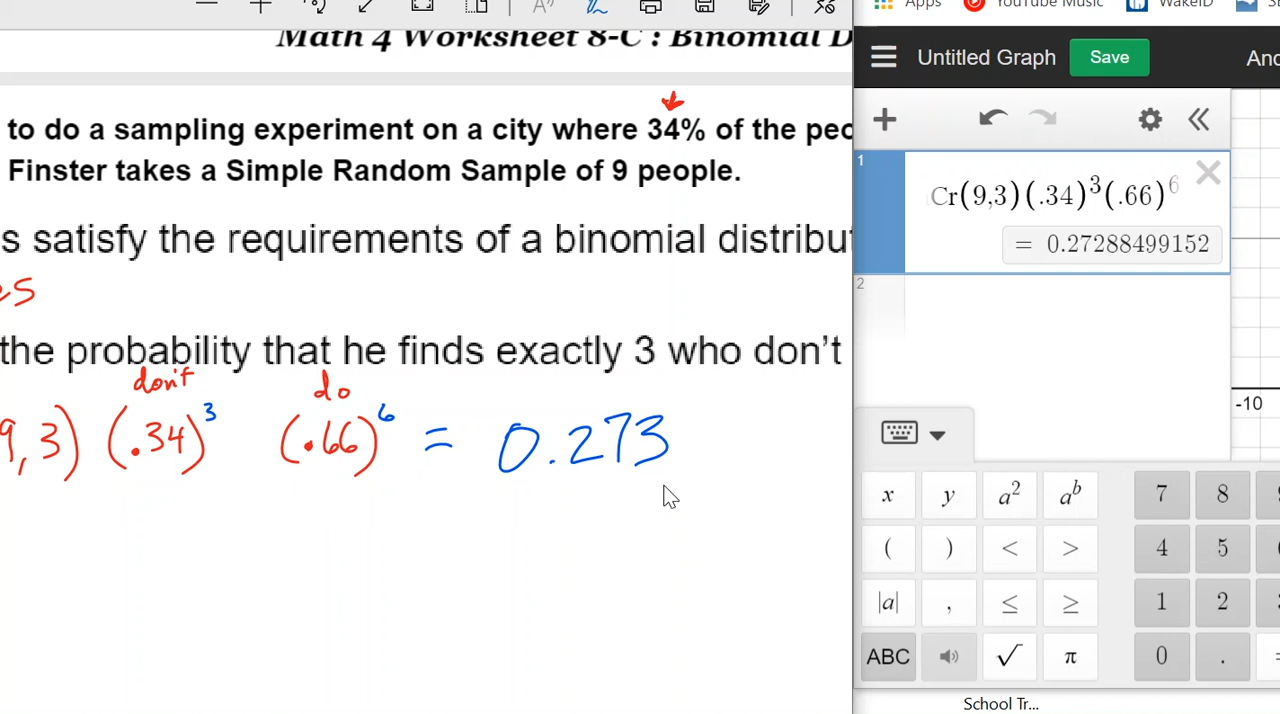 Math 4 Worksheet 8-C : Binomial D
to do a sampling experiment on a city where 34% of the peo
Finster takes a Simple Random Sample of 9 people.
s satisfy the requirements of a binomial distribut
es
the probability that he finds exactly 3 who don't
don't do
9,3) (.34)³ (.66)⁶ = 0.273
Apps YouTube Music WakeID
Untitled Graph Save And
1
Cr(9,3)(.34)³(.66)⁶
= 0.27288499152
2
-10
x y a² aᵇ 7 8
( ) < > 4 5
|a| , ≤ ≥ 1 2
ABC √ π 0 .
School Tr...